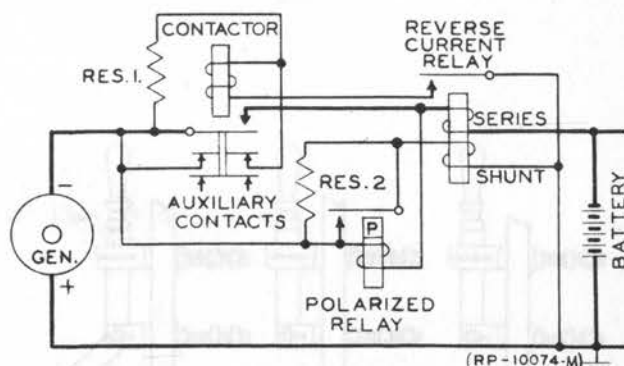 CONTACTOR
RES. 1.
REVERSE
CURRENT
RELAY
SERIES
SHUNT
AUXILIARY
CONTACTS
RES. 2
P
POLARIZED
RELAY
-
GEN.
+
BATTERY
(RP-10074-M)